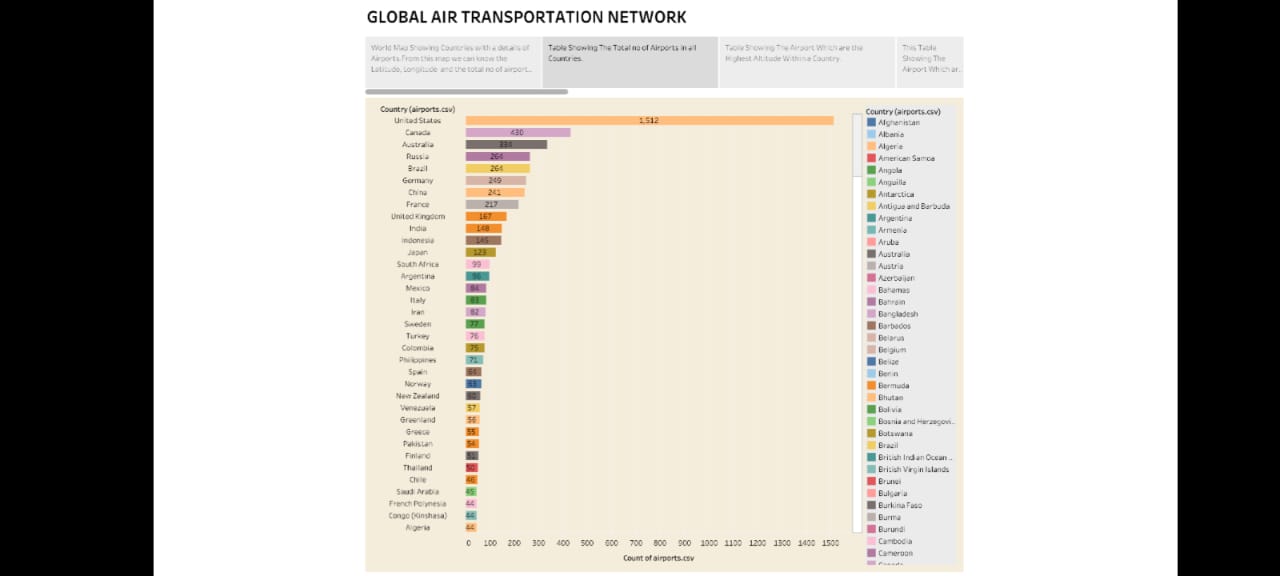 GLOBAL AIR TRANSPORTATION NETWORK
World Map Showing Countries with a details of
Airports.From this map we can know the
Latitude, Longitude and the total no of airport...
Table Showing The Total no of Airports in all
Countries.
Table Showing The Airport Which are the
Highest Altitude Within a Country.
This Table
Showing The
Airport Which ar..
Country (airports.csv)
United States 1,512
Canada 430
Australia 334
Russia 264
Brazil 264
Germany 249
China 241
France 217
United Kingdom 167
India 148
Indonesia 145
Japan 123
South Africa 99
Argentina
Mexico 84
Italy 83
Iran 82
Sweden 77
Turkey 76
Colombia 75
Philippines 71
Spain 64
Norway 63
New Zealand 60
Venezuela 57
Greenland 56
Greece 55
Pakistan 54
Finland 51
Thailand 50
Chile 46
Saudi Arabia 45
French Polynesia 44
Congo (Kinshasa) 44
Algeria 44
0 100 200 300 400 500 600 700 800 900 1000 1100 1200 1300 1400 1500
Count of airports.csv
Country (airports.csv)
Afghanistan
Albania
Algeria
American Samoa
Angola
Anguilla
Antarctica
Antigua and Barbuda
Argentina
Armenia
Aruba
Australia
Austria
Azerbaijan
Bahamas
Bahrain
Bangladesh
Barbados
Belarus
Belgium
Belize
Benin
Bermuda
Bhutan
Bolivia
Bosnia and Herzegovi..
Botswana
Brazil
British Indian Ocean ..
British Virgin Islands
Brunei
Bulgaria
Burkina Faso
Burma
Burundi
Cambodia
Cameroon
Canada